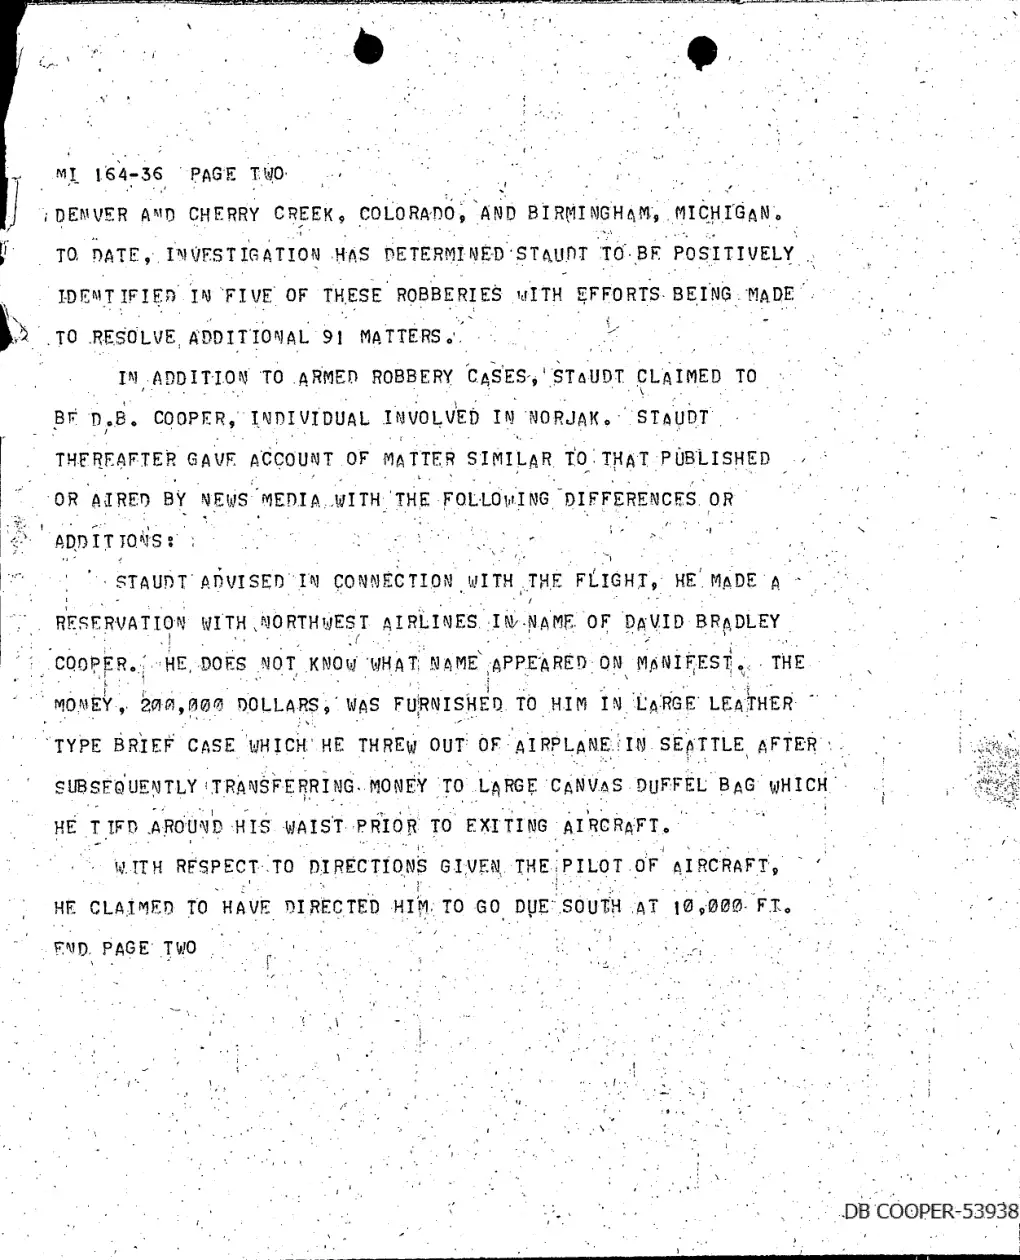 MI 164-36 PAGE TWO
DENVER AND CHERRY CREEK, COLORADO, AND BIRMINGHAM, MICHIGAN.
TO DATE, INVESTIGATION HAS DETERMINED STAUDT TO BE POSITIVELY
IDENTIFIED IN FIVE OF THESE ROBBERIES WITH EFFORTS BEING MADE
TO RESOLVE ADDITIONAL 91 MATTERS.
IN ADDITION TO ARMED ROBBERY CASES, STAUDT CLAIMED TO
BE D.B. COOPER, INDIVIDUAL INVOLVED IN NORJAK. STAUDT
THEREAFTER GAVE ACCOUNT OF MATTER SIMILAR TO THAT PUBLISHED
OR AIRED BY NEWS MEDIA WITH THE FOLLOWING DIFFERENCES OR
ADDITIONS:
STAUDT ADVISED IN CONNECTION WITH THE FLIGHT, HE MADE A
RESERVATION WITH NORTHWEST AIRLINES IN NAME OF DAVID BRADLEY
COOPER. HE DOES NOT KNOW WHAT NAME APPEARED ON MANIFEST. THE
MONEY, 200,000 DOLLARS, WAS FURNISHED TO HIM IN LARGE LEATHER
TYPE BRIEF CASE WHICH HE THREW OUT OF AIRPLANE IN SEATTLE AFTER
SUBSEQUENTLY TRANSFERRING MONEY TO LARGE CANVAS DUFFEL BAG WHICH
HE TIED AROUND HIS WAIST PRIOR TO EXITING AIRCRAFT.
WITH RESPECT TO DIRECTIONS GIVEN THE PILOT OF AIRCRAFT,
HE CLAIMED TO HAVE DIRECTED HIM TO GO DUE SOUTH AT 10,000 FT.
END PAGE TWO
DB COOPER-53938